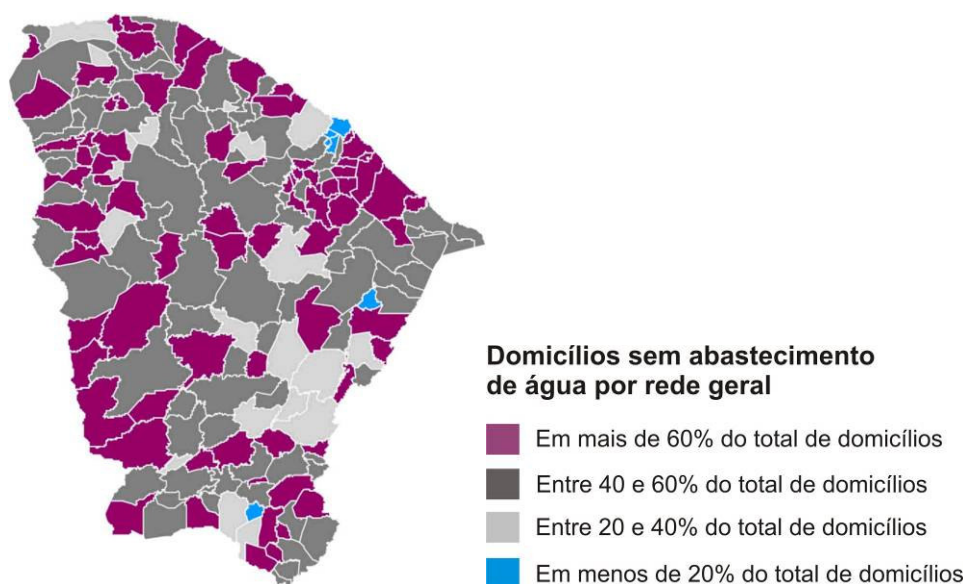 Domicílios sem abastecimento
de água por rede geral
Em mais de 60% do total de domicílios
Entre 40 e 60% do total de domicílios
Entre 20 e 40% do total de domicílios
Em menos de 20% do total de domicílios